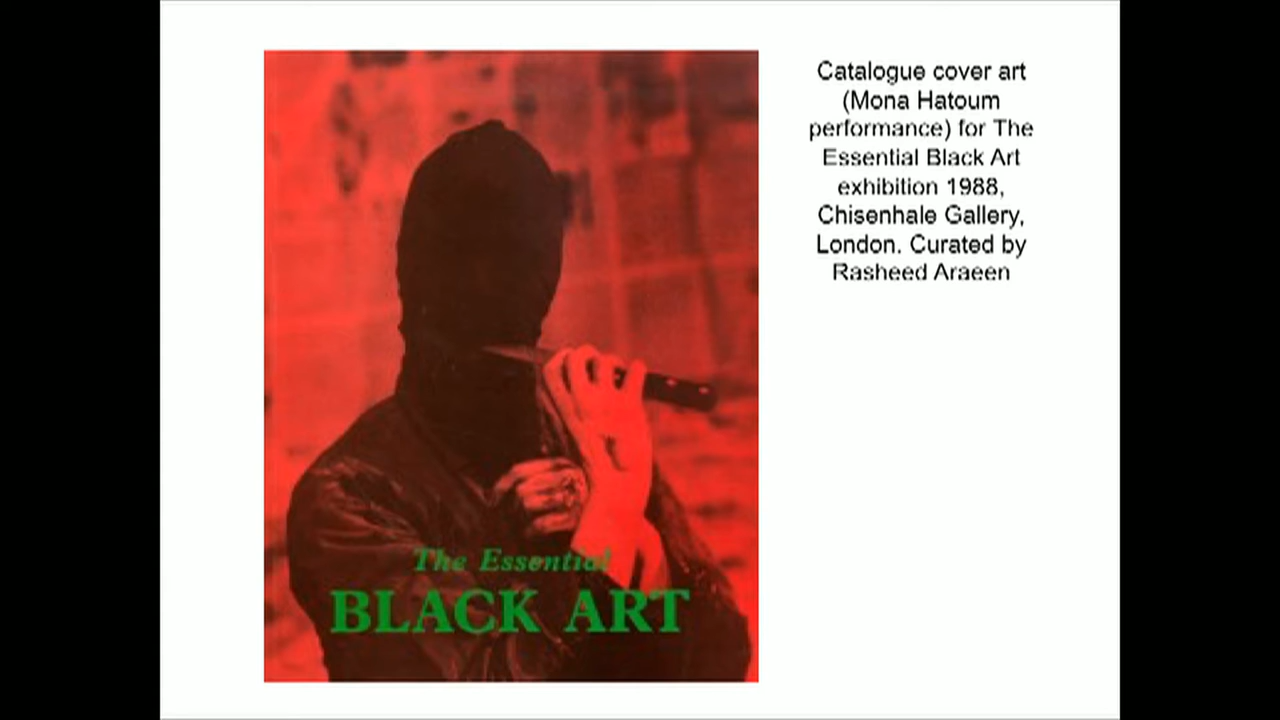 Catalogue cover art
(Mona Hatoum
performance) for The
Essential Black Art
exhibition 1988,
Chisenhale Gallery,
London. Curated by
Rasheed Araeen
The Essential
BLACK ART